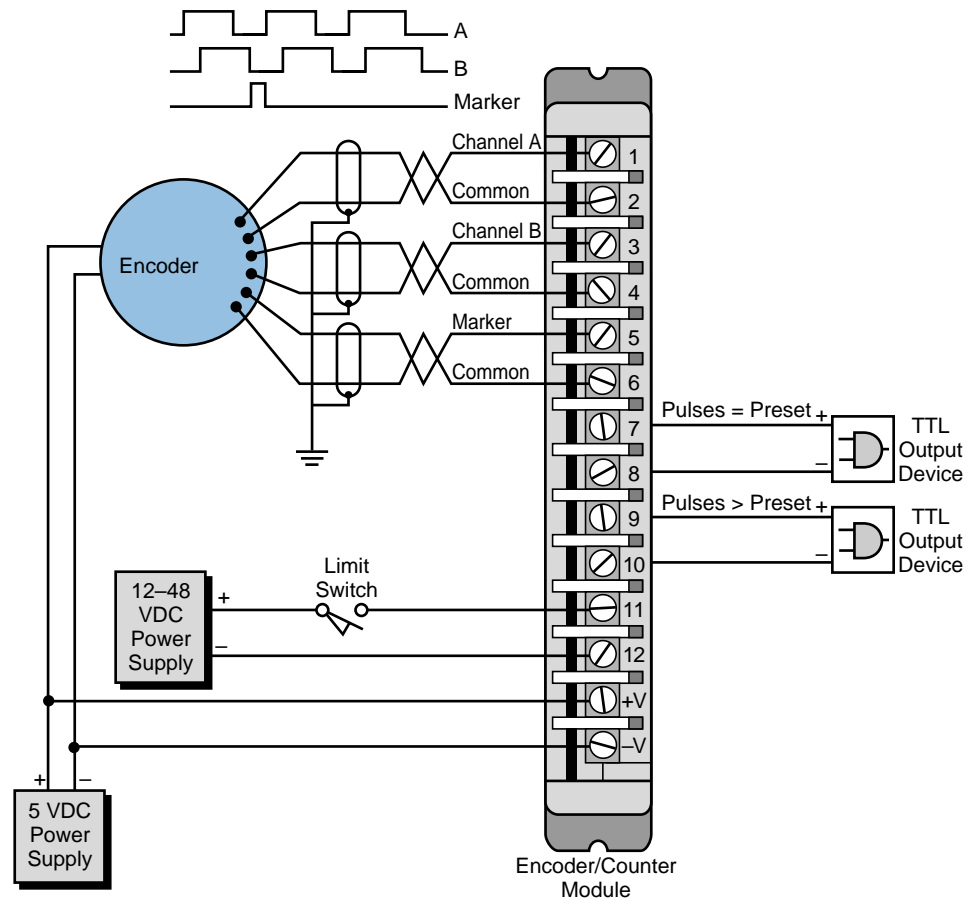 A
B
Marker
Channel A
Common
Channel B
Common
Marker
Common
Encoder
1
2
3
4
5
6
7
8
9
10
11
12
+V
–V
Pulses = Preset
+
–
TTL
Output
Device
Pulses > Preset
+
–
TTL
Output
Device
Limit
Switch
12–48
VDC
Power
Supply
+
–
+
–
5 VDC
Power
Supply
Encoder/Counter
Module